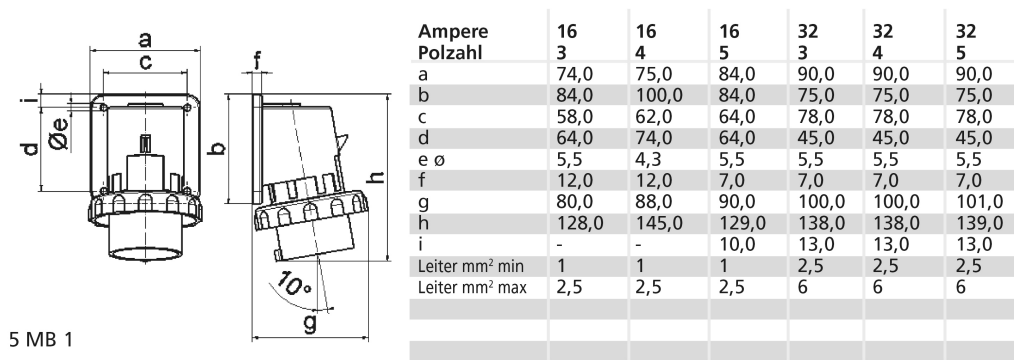 a
c
f
i
Øe
d
b
h
10°
g
5 MB 1
Ampere 16 16 16 32 32 32
Polzahl 3 4 5 3 4 5
a 74,0 75,0 84,0 90,0 90,0 90,0
b 84,0 100,0 84,0 75,0 75,0 75,0
c 58,0 62,0 64,0 78,0 78,0 78,0
d 64,0 74,0 64,0 45,0 45,0 45,0
e ø 5,5 4,3 5,5 5,5 5,5 5,5
f 12,0 12,0 7,0 7,0 7,0 7,0
g 80,0 88,0 90,0 100,0 100,0 101,0
h 128,0 145,0 129,0 138,0 138,0 139,0
i - - 10,0 13,0 13,0 13,0
Leiter mm² min 1 1 1 2,5 2,5 2,5
Leiter mm² max 2,5 2,5 2,5 6 6 6